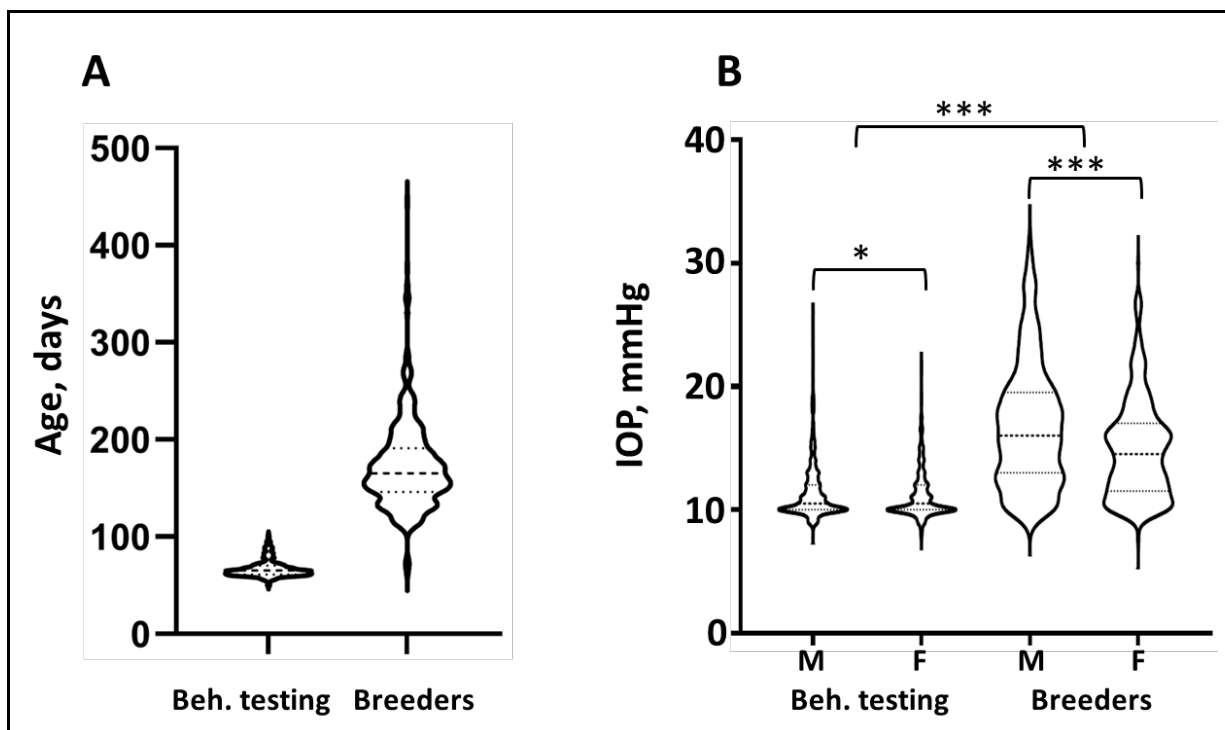 A
Age, days
500
400
300
200
100
0
Beh. testing Breeders
B
IOP, mmHg
40
30
20
10
0
***
***
*
M F M F
Beh. testing Breeders